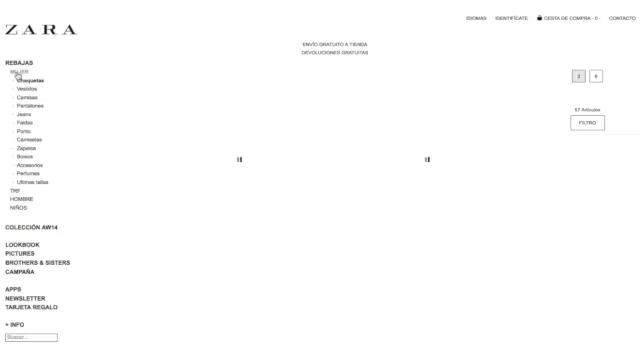 ZARA
IDIOMAS IDENTIFÍCATE CESTA DE COMPRA - 0 - CONTACTO
ENVÍO GRATUITO A TIENDA
DEVOLUCIONES GRATUITAS
REBAJAS
MUJER
Chaquetas
Vestidos
Camisas
Pantalones
Jeans
Faldas
Punto
Camisetas
Zapatos
Bolsos
Accesorios
Perfumes
Últimas tallas
TRF
HOMBRE
NIÑOS
COLECCIÓN AW14
LOOKBOOK
PICTURES
BROTHERS & SISTERS
CAMPAÑA
APPS
NEWSLETTER
TARJETA REGALO
+ INFO
Buscar...
2
57 Artículos
FILTRO